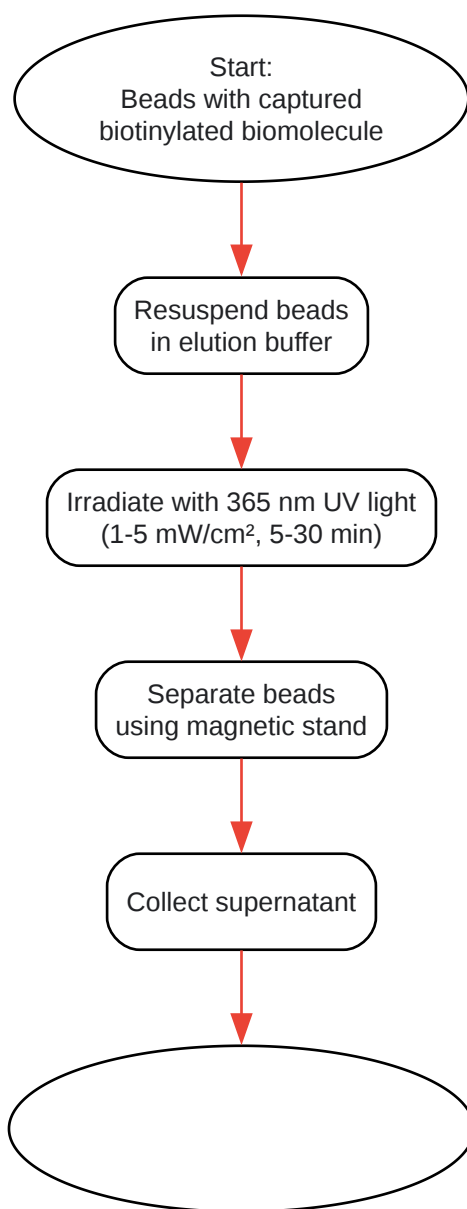 Start:
Beads with captured
biotinylated biomolecule
Resuspend beads
in elution buffer
Irradiate with 365 nm UV light
(1-5 mW/cm², 5-30 min)
Separate beads
using magnetic stand
Collect supernatant